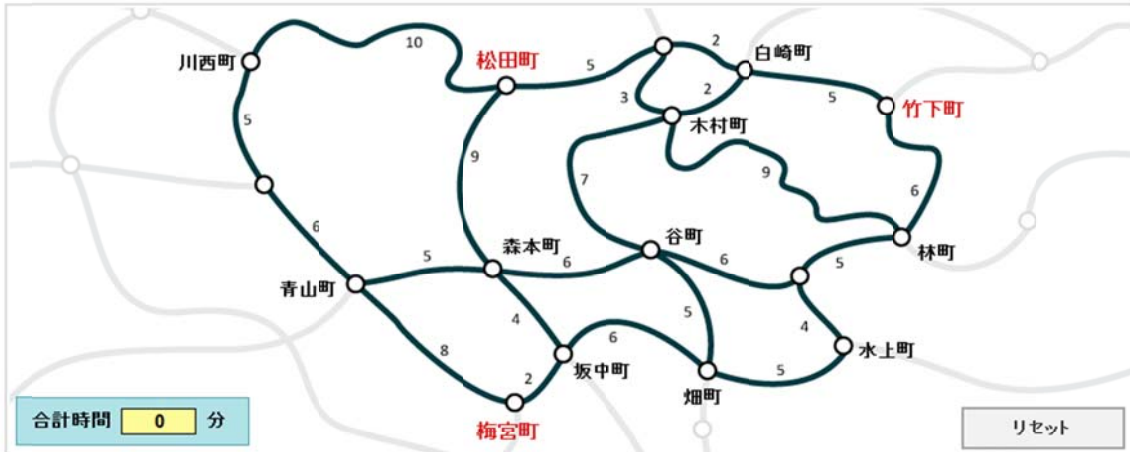 10
2
5
川西町
松田町
白崎町
3
2
5
竹下町
木村町
5
9
7
9
6
谷町
林町
森本町
6
5
6
6
5
青山町
4
5
4
水上町
8
6
坂中町
2
5
畑町
合計時間 0 分
梅宮町
リセット